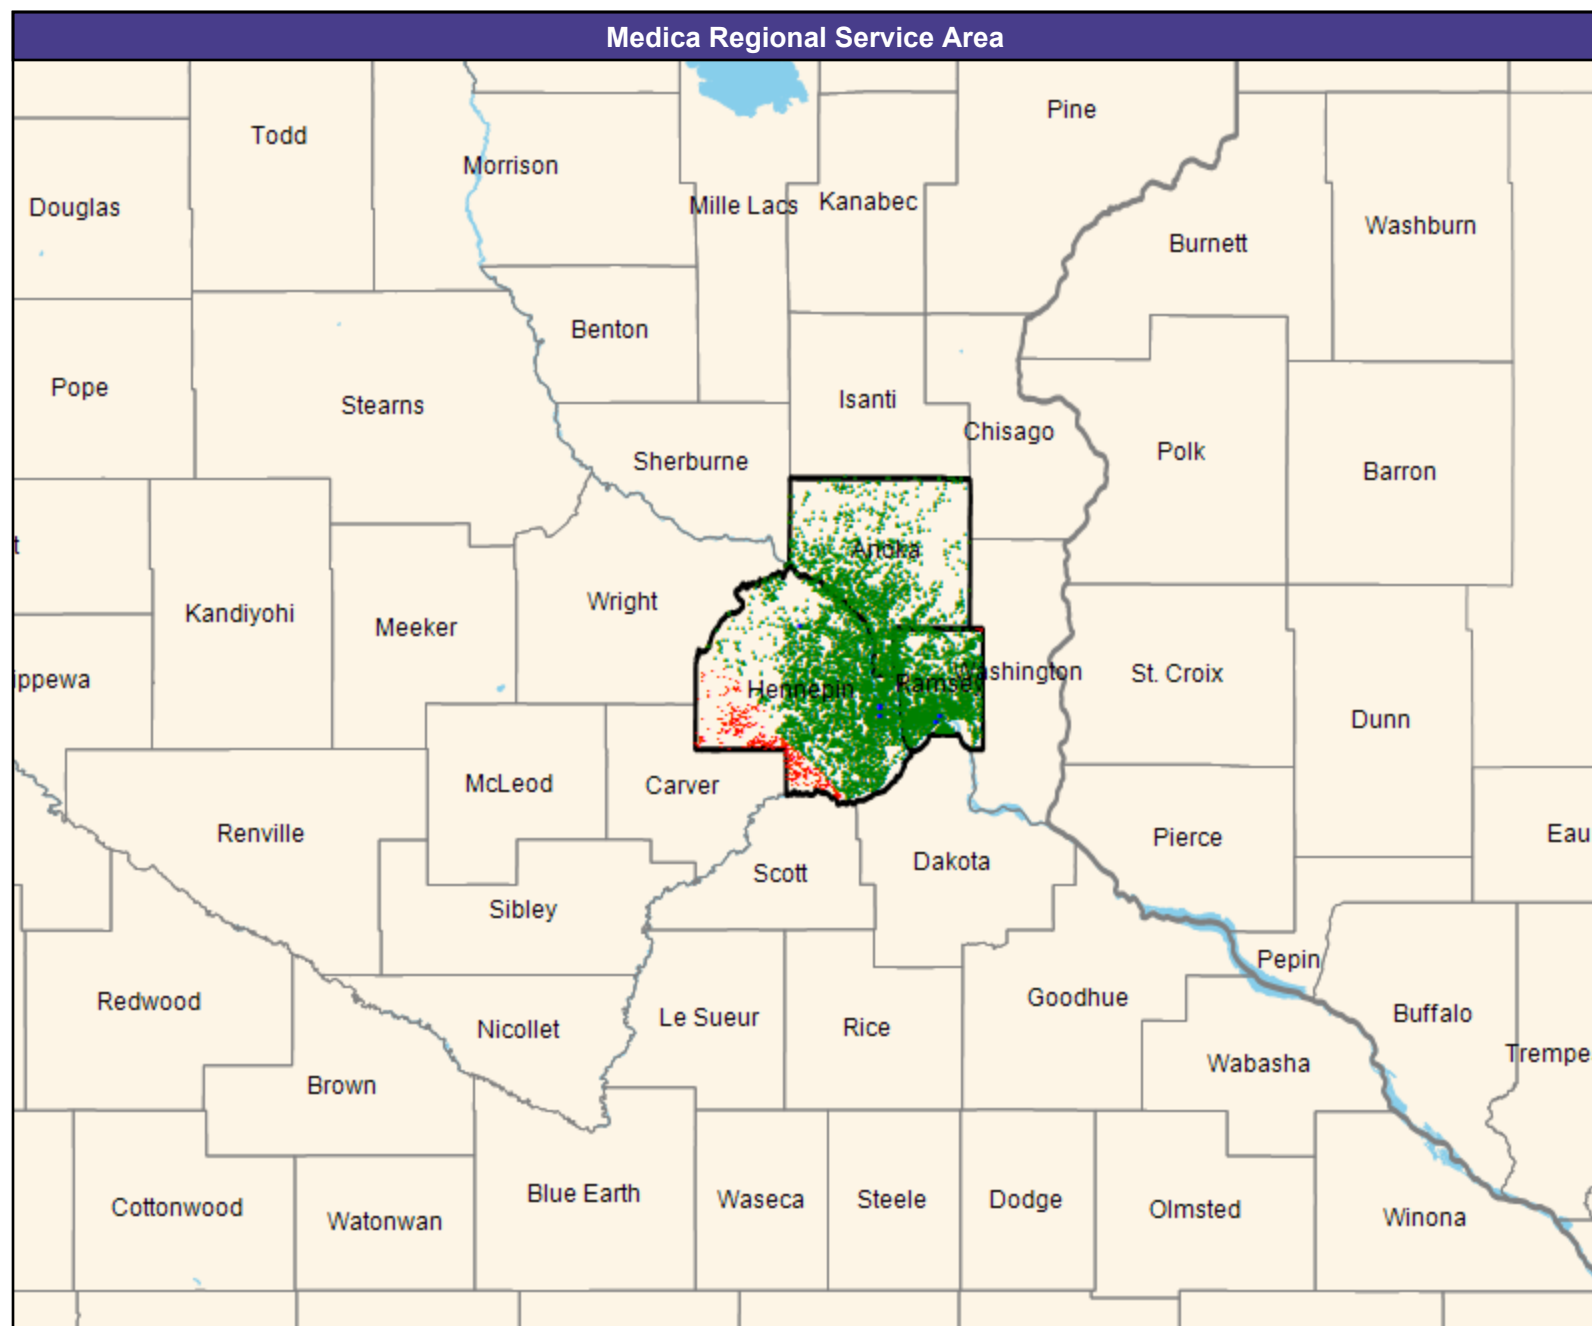 Medica Regional Service Area
Pine
Todd
Morrison
Douglas
Mille Lacs
Kanabec
Washburn
Burnett
Benton
Pope
Stearns
Isanti
Chisago
Polk
Sherburne
Barron
t
Anoka
Wright
Kandiyohi
Meeker
ippewa
Hennepin
Ramsey
Washington
St. Croix
Dunn
McLeod
Carver
Renville
Pierce
Eau
Scott
Dakota
Sibley
Pepin
Redwood
Goodhue
Nicollet
Le Sueur
Rice
Buffalo
Trempe
Wabasha
Brown
Blue Earth
Waseca
Steele
Dodge
Cottonwood
Watonwan
Olmsted
Winona